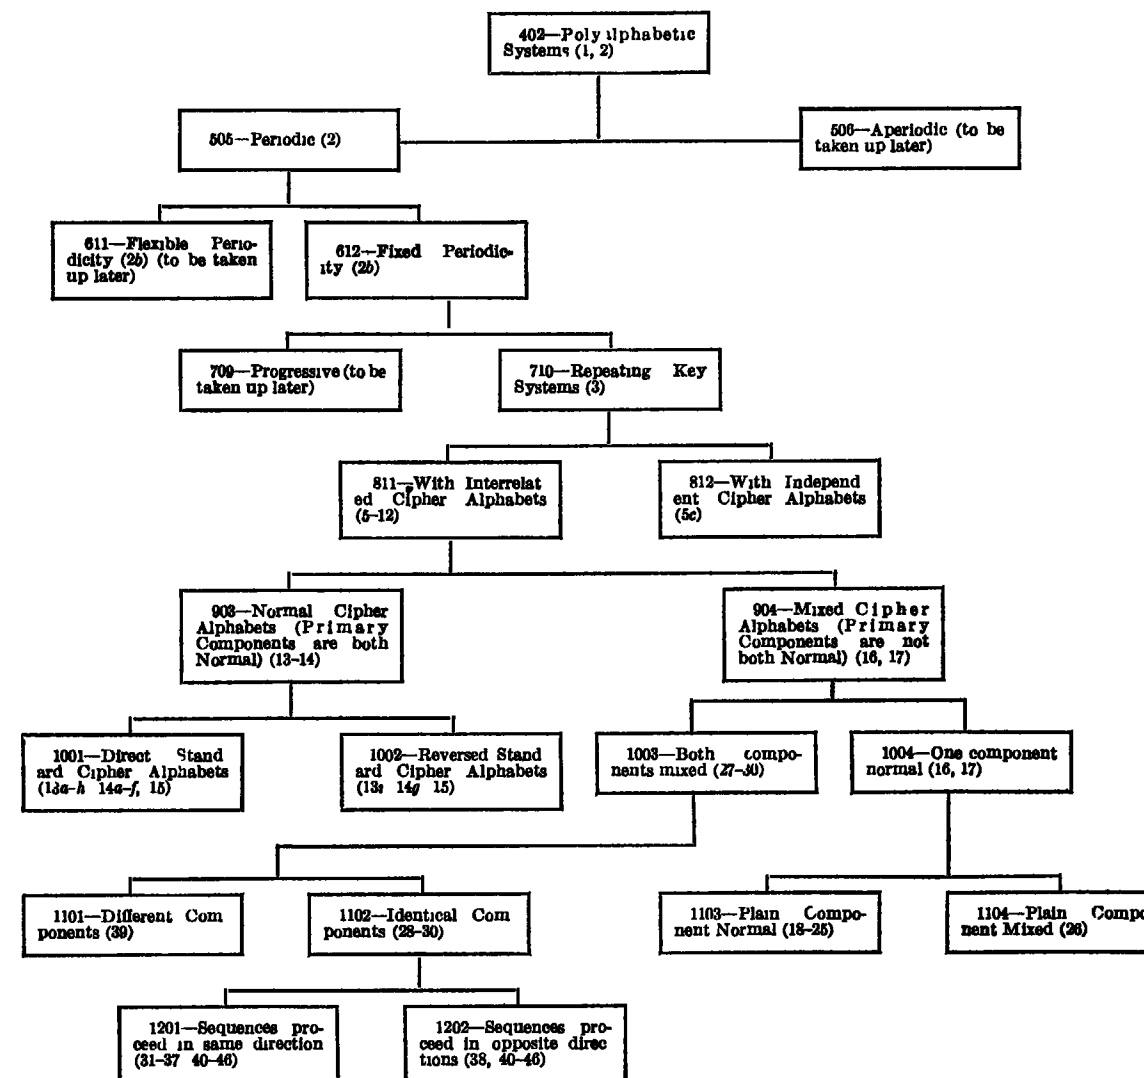 402—Polyalphabetic
Systems (1, 2)
505—Periodic (2)
506—Aperiodic (to be
taken up later)
611—Flexible Perio-
dicity (2b) (to be taken
up later)
612—Fixed Periodic-
ity (2b)
709—Progressive (to be
taken up later)
710—Repeating Key
Systems (3)
811—With Interrelat
ed Cipher Alphabets
(5–12)
812—With Independ
ent Cipher Alphabets
(5c)
903—Normal Cipher
Alphabets (Primary
Components are both
Normal) (13–14)
904—Mixed Cipher
Alphabets (Primary
Components are not
both Normal) (16, 17)
1001—Direct Stand
ard Cipher Alphabets
(13a–h 14a–f, 15)
1002—Reversed Stand
ard Cipher Alphabets
(13i 14g 15)
1003—Both compo-
nents mixed (27–30)
1004—One component
normal (16, 17)
1101—Different Com
ponents (39)
1102—Identical Com
ponents (28–30)
1103—Plain Compo-
nent Normal (18–25)
1104—Plain Compo
nent Mixed (26)
1201—Sequences pro-
ceed in same direction
(31–37 40–46)
1202—Sequences pro-
ceed in opposite direc
tions (38, 40–46)